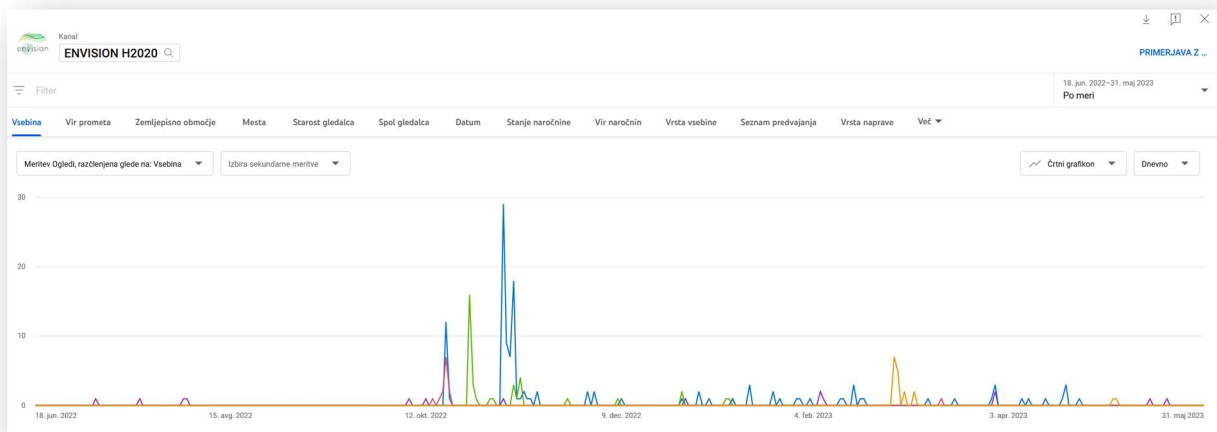 envision
Kanal
ENVISION H2020
PRIMERJAVA Z ...
Filter
18. jun. 2022–31. maj 2023
Po meri
Vsebina Vir prometa Zemljepisno območje Mesta Starost gledalca Spol gledalca Datum Stanje naročnine Vir naročnin Vrsta vsebine Seznam predvajanja Vrsta naprave Več
Meritev Ogledi, razčlenjena glede na: Vsebina Izbira sekundarne meritve Črtni grafikon Dnevno
30
20
10
0
18. jun. 2022 15. avg. 2022 12. okt. 2022 9. dec. 2022 4. feb. 2023 3. apr. 2023 31. maj 2023